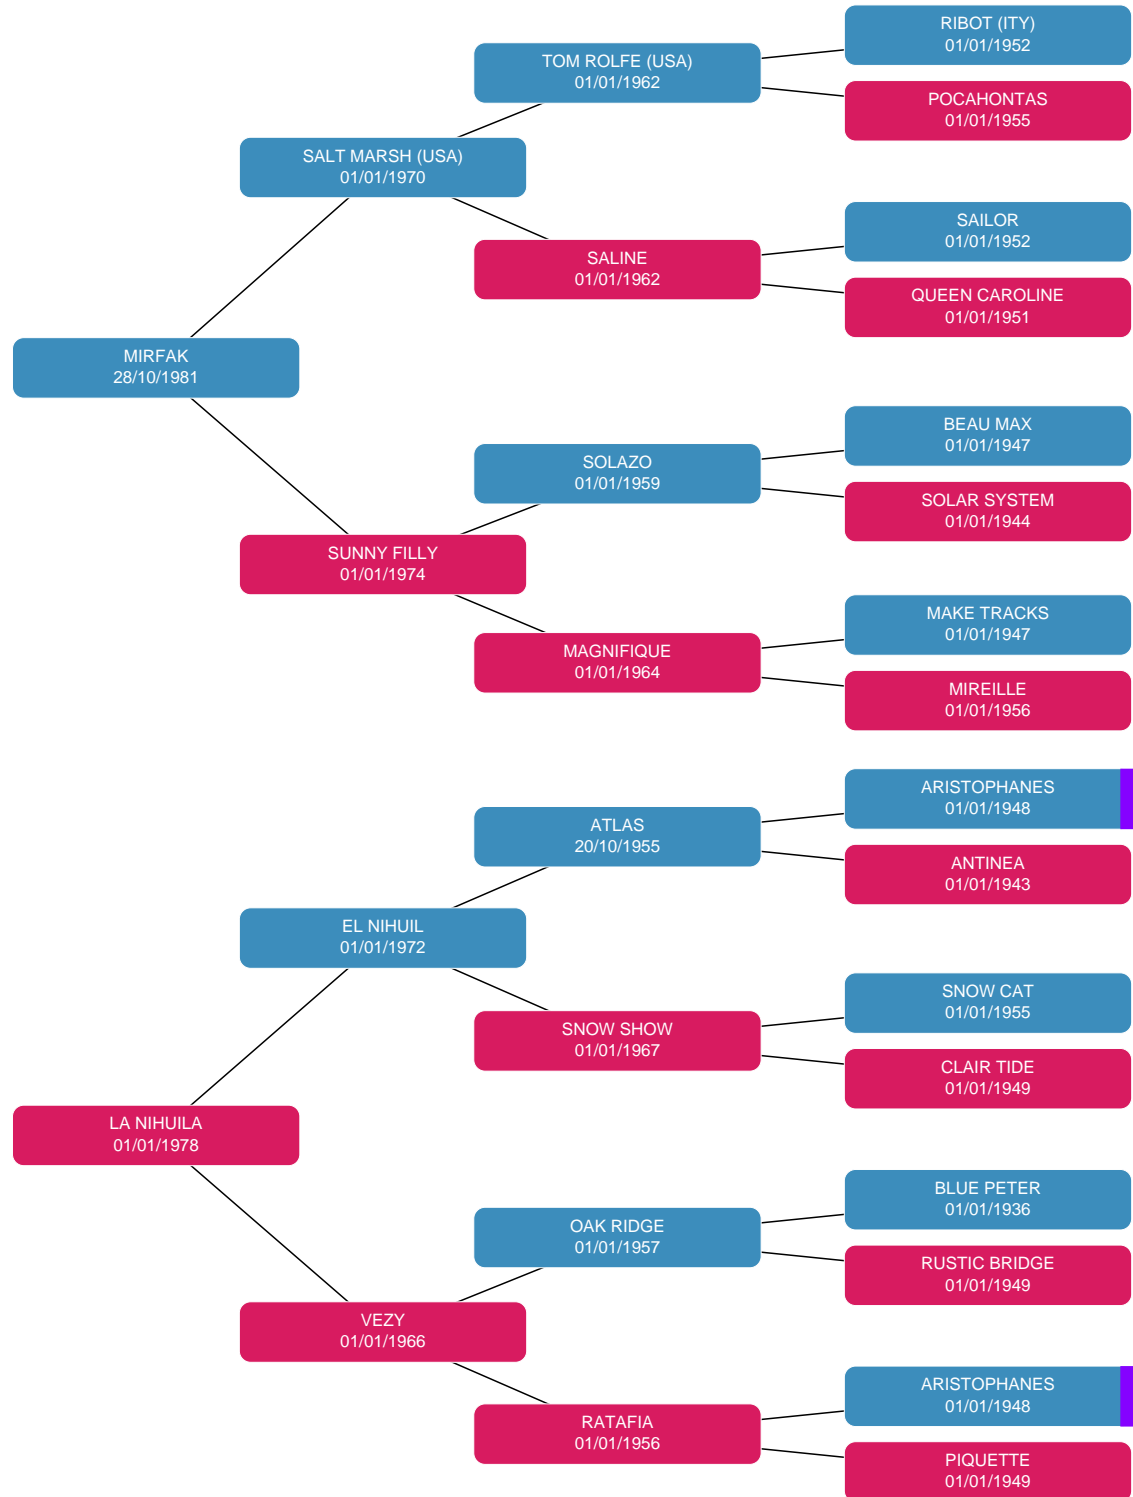 RIBOT (ITY)
01/01/1952
TOM ROLFE (USA)
01/01/1962
POCAHONTAS
01/01/1955
SALT MARSH (USA)
01/01/1970
SAILOR
01/01/1952
SALINE
01/01/1962
QUEEN CAROLINE
01/01/1951
MIRFAK
28/10/1981
BEAU MAX
01/01/1947
SOLAZO
01/01/1959
SOLAR SYSTEM
01/01/1944
SUNNY FILLY
01/01/1974
MAKE TRACKS
01/01/1947
MAGNIFIQUE
01/01/1964
MIREILLE
01/01/1956
ARISTOPHANES
01/01/1948
ATLAS
20/10/1955
ANTINEA
01/01/1943
EL NIHUIL
01/01/1972
SNOW CAT
01/01/1955
SNOW SHOW
01/01/1967
CLAIR TIDE
01/01/1949
LA NIHUILA
01/01/1978
BLUE PETER
01/01/1936
OAK RIDGE
01/01/1957
RUSTIC BRIDGE
01/01/1949
VEZY
01/01/1966
ARISTOPHANES
01/01/1948
RATAFIA
01/01/1956
PIQUETTE
01/01/1949